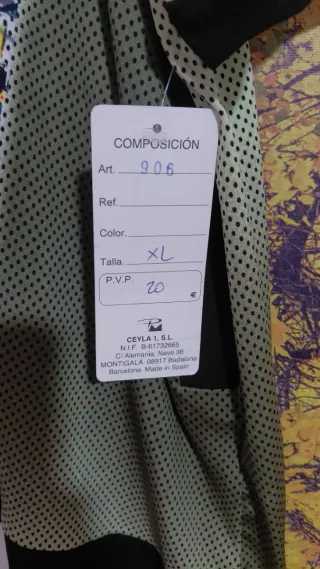 COMPOSICIÓN
Art. 906
Ref.
Color.
Talla. XL
P.V.P.
20
€
CEYLA 1, S.L.
N.I.F. B-61732665
C/ Alemania, Nave 36
MONTIGALÀ 08917 Badalona
Barcelona Made in Spain